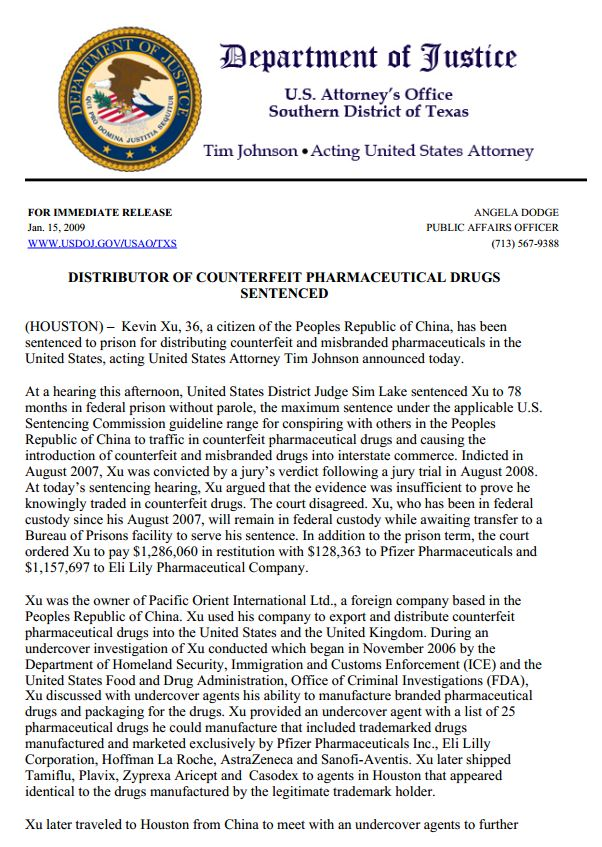 DEPARTMENT OF JUSTICE
QUI PRO DOMINA JUSTITIA SEQUITUR
Department of Justice
U.S. Attorney's Office
Southern District of Texas
Tim Johnson • Acting United States Attorney
FOR IMMEDIATE RELEASE
Jan. 15, 2009
WWW.USDOJ.GOV/USAO/TXS
ANGELA DODGE
PUBLIC AFFAIRS OFFICER
(713) 567-9388
DISTRIBUTOR OF COUNTERFEIT PHARMACEUTICAL DRUGS
SENTENCED
(HOUSTON) – Kevin Xu, 36, a citizen of the Peoples Republic of China, has been
sentenced to prison for distributing counterfeit and misbranded pharmaceuticals in the
United States, acting United States Attorney Tim Johnson announced today.
At a hearing this afternoon, United States District Judge Sim Lake sentenced Xu to 78
months in federal prison without parole, the maximum sentence under the applicable U.S.
Sentencing Commission guideline range for conspiring with others in the Peoples
Republic of China to traffic in counterfeit pharmaceutical drugs and causing the
introduction of counterfeit and misbranded drugs into interstate commerce. Indicted in
August 2007, Xu was convicted by a jury's verdict following a jury trial in August 2008.
At today's sentencing hearing, Xu argued that the evidence was insufficient to prove he
knowingly traded in counterfeit drugs. The court disagreed. Xu, who has been in federal
custody since his August 2007, will remain in federal custody while awaiting transfer to a
Bureau of Prisons facility to serve his sentence. In addition to the prison term, the court
ordered Xu to pay $1,286,060 in restitution with $128,363 to Pfizer Pharmaceuticals and
$1,157,697 to Eli Lily Pharmaceutical Company.
Xu was the owner of Pacific Orient International Ltd., a foreign company based in the
Peoples Republic of China. Xu used his company to export and distribute counterfeit
pharmaceutical drugs into the United States and the United Kingdom. During an
undercover investigation of Xu conducted which began in November 2006 by the
Department of Homeland Security, Immigration and Customs Enforcement (ICE) and the
United States Food and Drug Administration, Office of Criminal Investigations (FDA),
Xu discussed with undercover agents his ability to manufacture branded pharmaceutical
drugs and packaging for the drugs. Xu provided an undercover agent with a list of 25
pharmaceutical drugs he could manufacture that included trademarked drugs
manufactured and marketed exclusively by Pfizer Pharmaceuticals Inc., Eli Lilly
Corporation, Hoffman La Roche, AstraZeneca and Sanofi-Aventis. Xu later shipped
Tamiflu, Plavix, Zyprexa Aricept and Casodex to agents in Houston that appeared
identical to the drugs manufactured by the legitimate trademark holder.
Xu later traveled to Houston from China to meet with an undercover agents to further